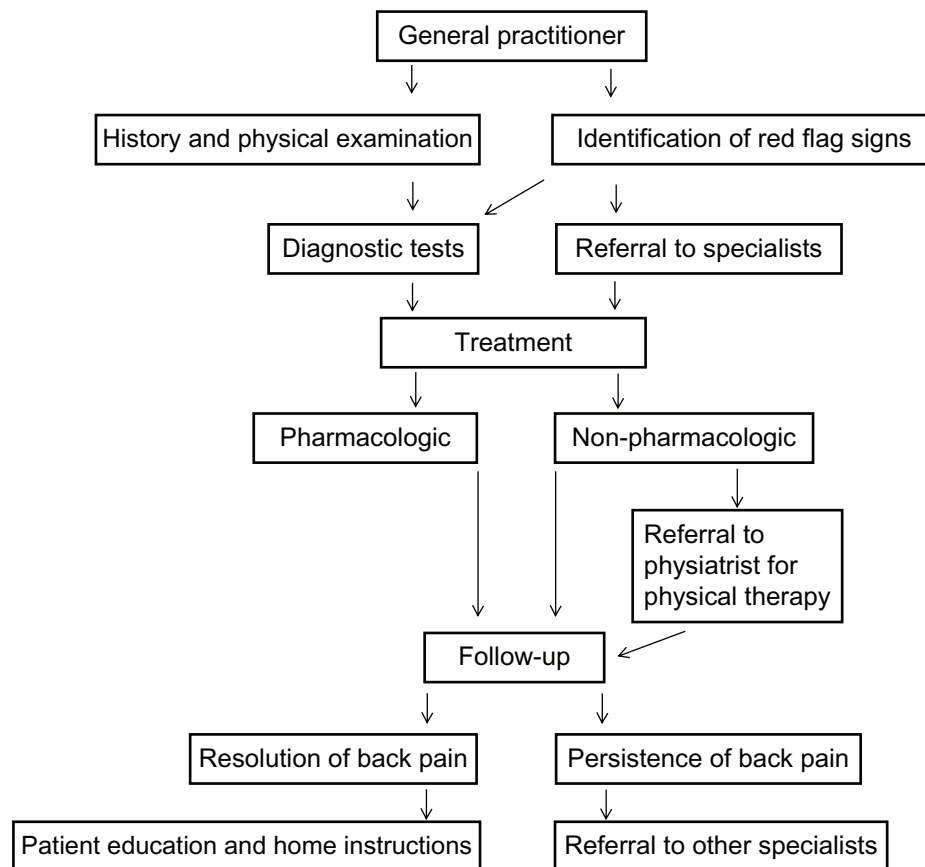 General practitioner
History and physical examination
Identification of red flag signs
Diagnostic tests
Referral to specialists
Treatment
Pharmacologic
Non-pharmacologic
Referral to
physiatrist for
physical therapy
Follow-up
Resolution of back pain
Persistence of back pain
Patient education and home instructions
Referral to other specialists